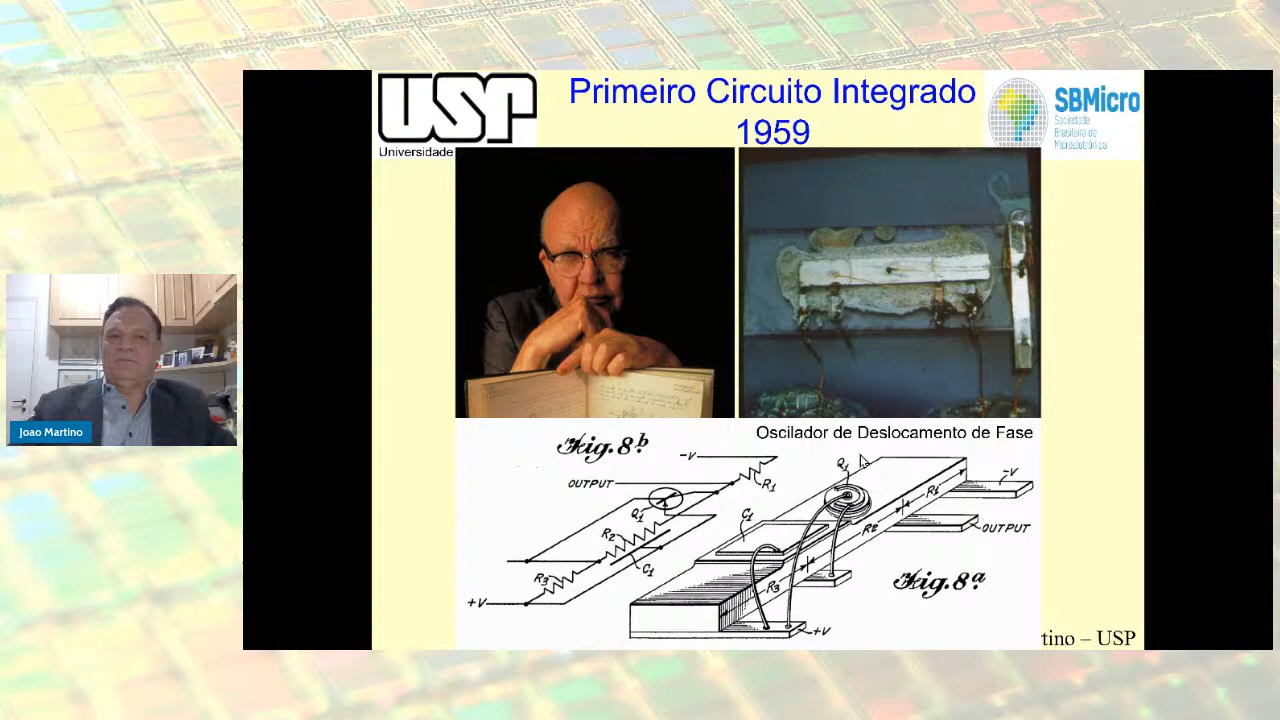 USP
Universidade
Primeiro Circuito Integrado
1959
SBMicro
Sociedade
Brasileira de
Microeletrônica
Joao Martino
Oscilador de Deslocamento de Fase
Fig. 8b
-V
OUTPUT
R1
Q1
R2
C1
R3
+V
Q1
C1
R1
R2
R3
-V
OUTPUT
+V
Fig. 8a
tino – USP